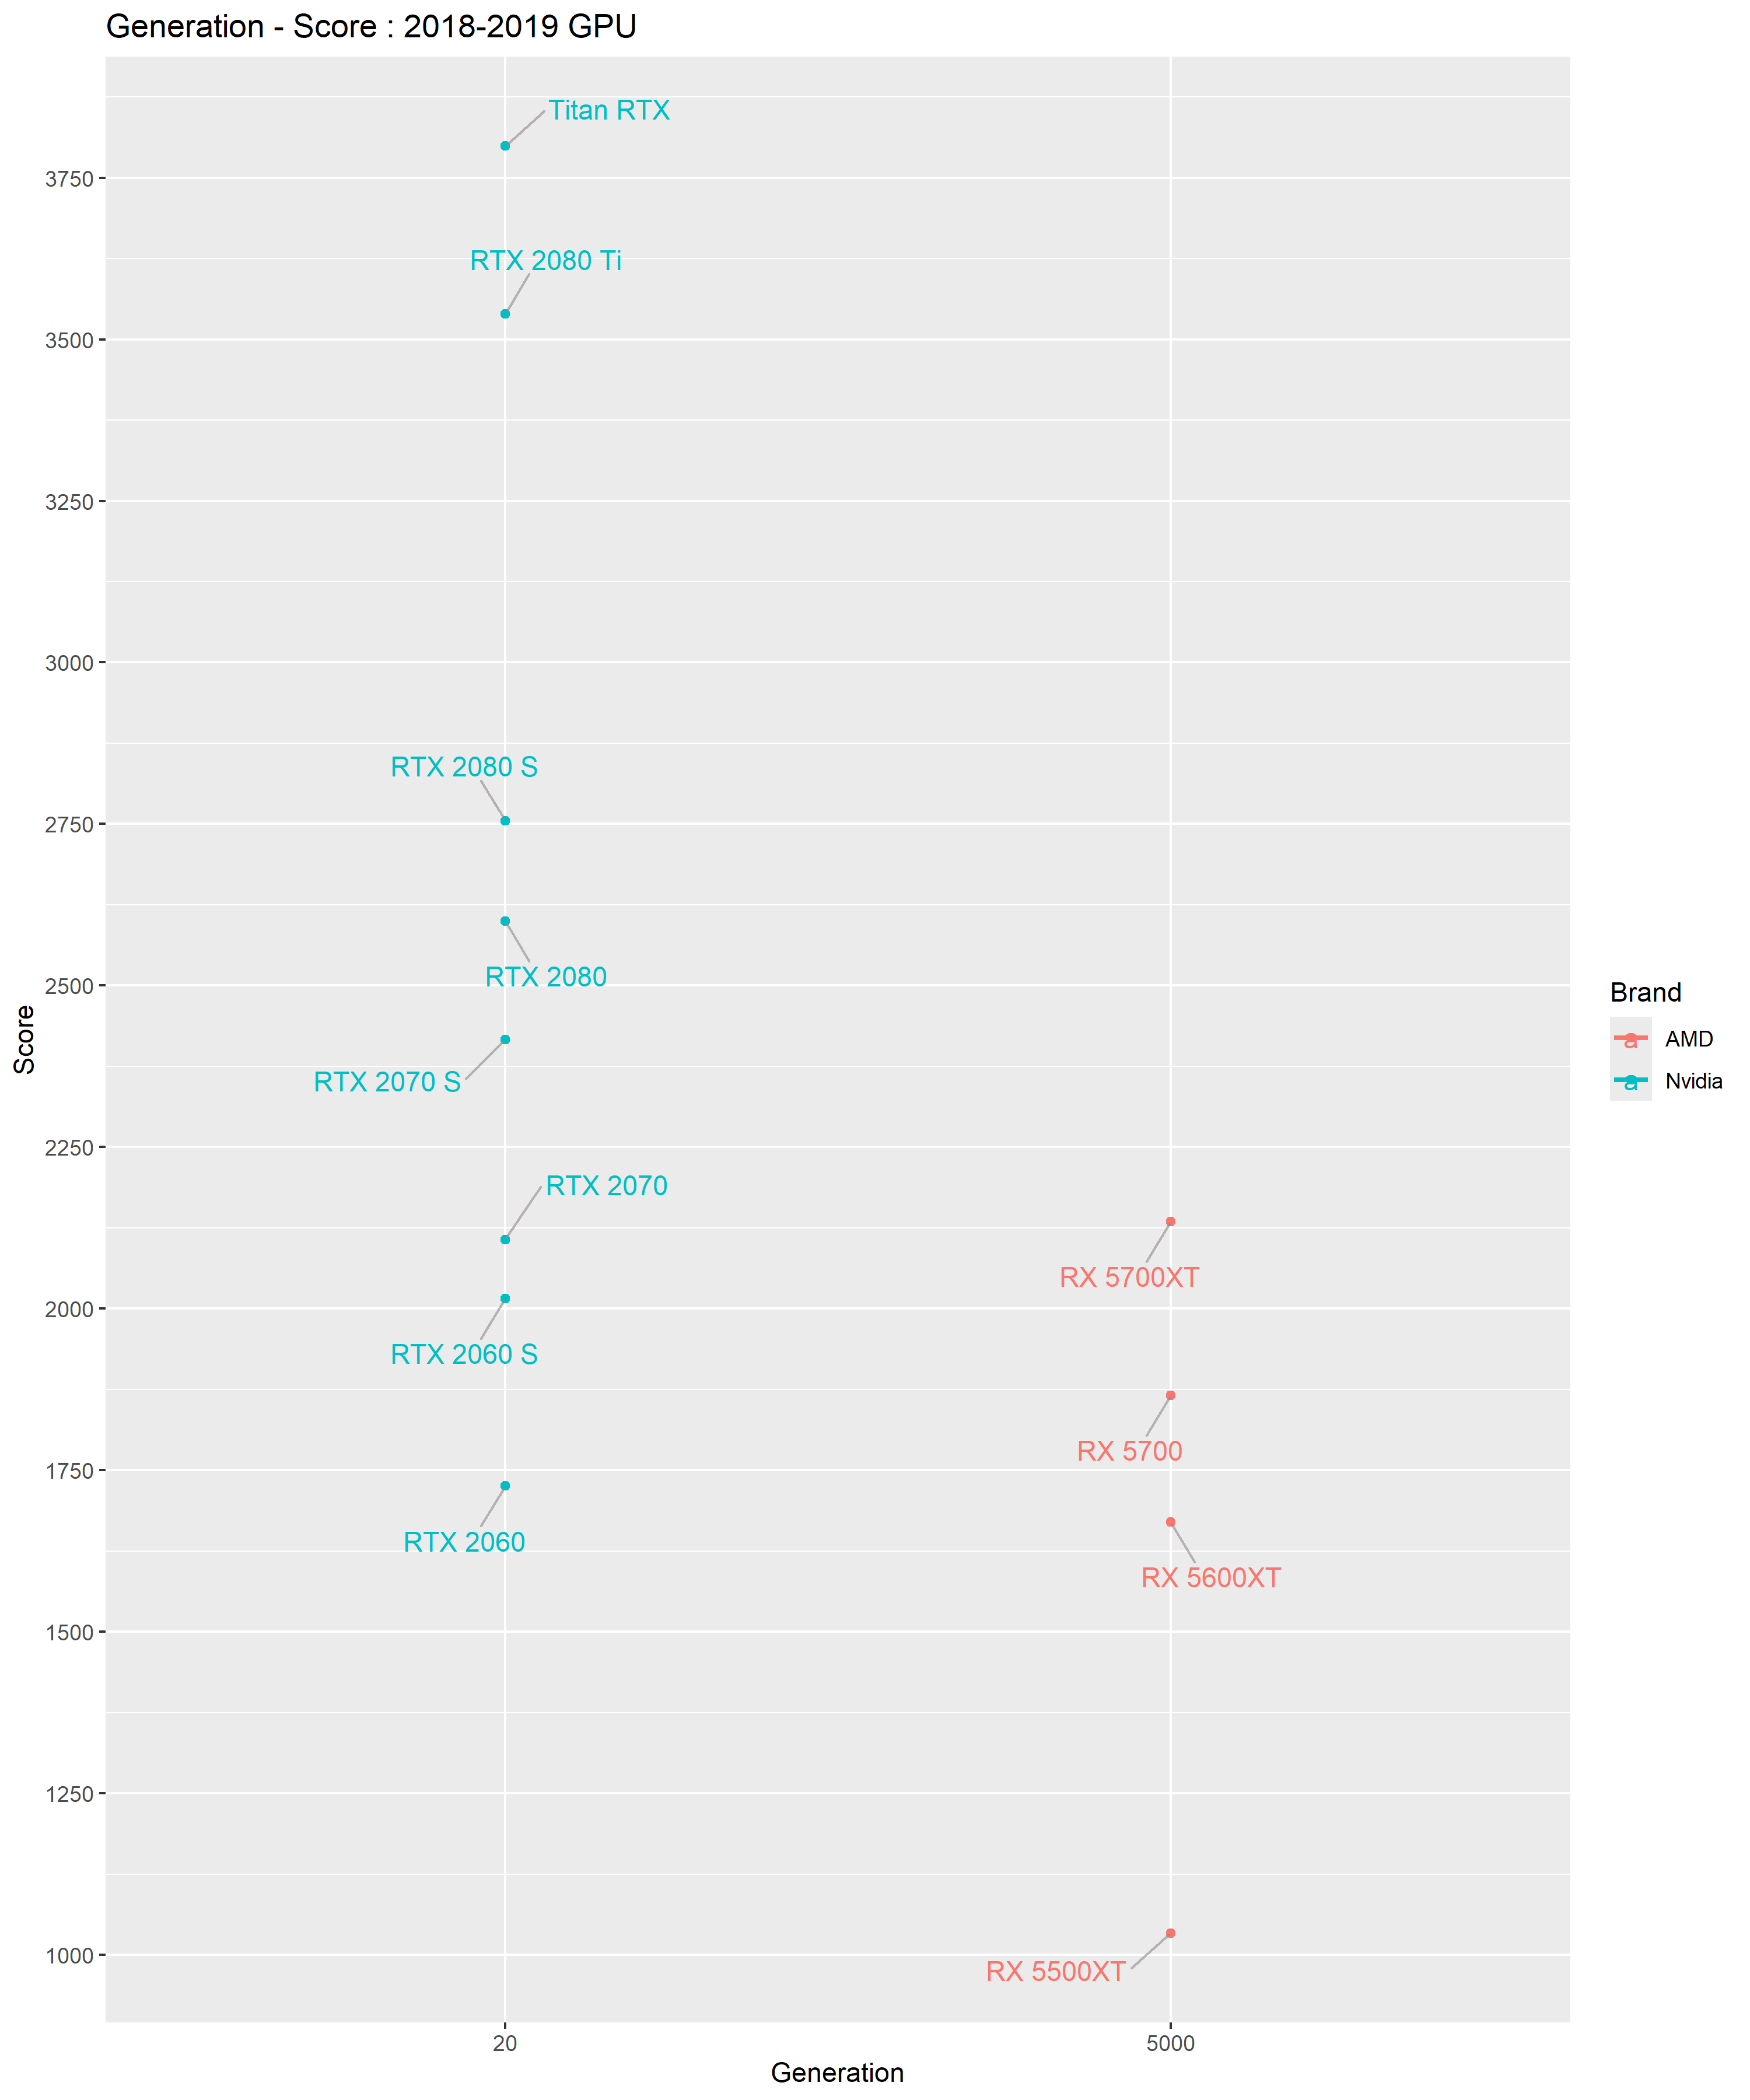 Generation - Score : 2018-2019 GPU
Titan RTX
3750
RTX 2080 Ti
3500
3250
3000
RTX 2080 S
2750
RTX 2080
2500
Score
RTX 2070 S
2250
RTX 2070
RX 5700XT
2000
RTX 2060 S
RX 5700
1750
RTX 2060
RX 5600XT
1500
1250
1000
RX 5500XT
20
5000
Generation
Brand
a AMD
a Nvidia